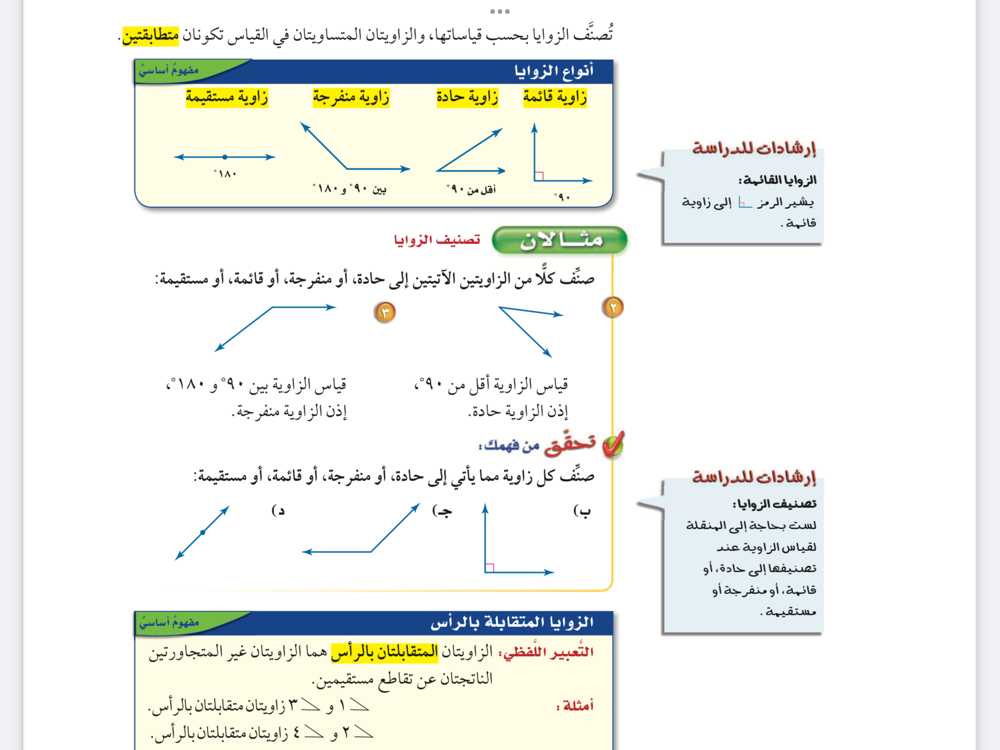 تُصنَّف الزوايا بحسب قياساتها، والزاويتان المتساويتان في القياس تكونان متطابقتين.
أنواع الزوايا
مفهومٌ أساسيٌ
زاوية قائمة
زاوية حادة
زاوية منفرجة
زاوية مستقيمة
٩٠°
أقل من ٩٠°
بين ٩٠° و ١٨٠°
١٨٠°
إرشادات للدراسة
الزوايا القائمة:
يشير الرمز إلى زاوية
قائمة.
مثـالان
تصنيف الزوايا
صنِّف كلًّا من الزاويتين الآتيتين إلى حادة، أو منفرجة، أو قائمة، أو مستقيمة:
٢
قياس الزاوية أقل من ٩٠°،
إذن الزاوية حادة.
٣
قياس الزاوية بين ٩٠° و ١٨٠°،
إذن الزاوية منفرجة.
تحقَّق من فهمك:
صنِّف كل زاوية مما يأتي إلى حادة، أو منفرجة، أو قائمة، أو مستقيمة:
ب)
جـ)
د)
إرشادات للدراسة
تصنيف الزوايا:
لست بحاجة إلى المنقلة
لقياس الزاوية عند
تصنيفها إلى حادة، أو
قائمة، أو منفرجة أو
مستقيمة.
الزوايا المتقابلة بالرأس
مفهومٌ أساسيٌ
التَّعبير اللَّفظي: الزاويتان المتقابلتان بالرأس هما الزاويتان غير المتجاورتين
الناتجتان عن تقاطع مستقيمين.
أمثلة: ١ و ٣ زاويتان متقابلتان بالرأس.
٢ و ٤ زاويتان متقابلتان بالرأس.